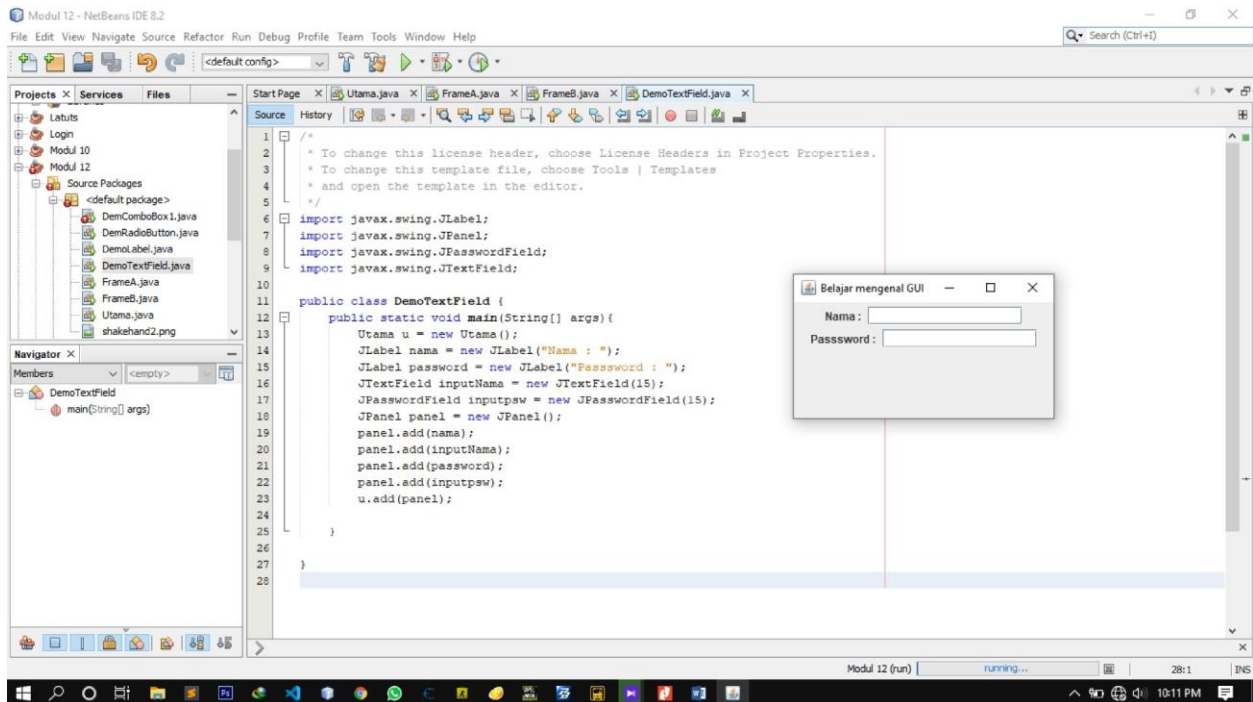 Modul 12 - NetBeans IDE 8.2
File Edit View Navigate Source Refactor Run Debug Profile Team Tools Window Help
Search (Ctrl+I)
<default config>
Projects Services Files
Latuts
Login
Modul 10
Modul 12
Source Packages
<default package>
DemComboBox1.java
DemRadioButton.java
DemoLabel.java
DemoTextField.java
FrameA.java
FrameB.java
Utama.java
shakehand2.png
Navigator
Members <empty>
DemoTextField
main(String[] args)
Start Page Utama.java FrameA.java FrameB.java DemoTextField.java
Source History
1 /*
2 * To change this license header, choose License Headers in Project Properties.
3 * To change this template file, choose Tools | Templates
4 * and open the template in the editor.
5 */
6 import javax.swing.JLabel;
7 import javax.swing.JPanel;
8 import javax.swing.JPasswordField;
9 import javax.swing.JTextField;
10
11 public class DemoTextField {
12 public static void main(String[] args){
13 Utama u = new Utama();
14 JLabel nama = new JLabel("Nama : ");
15 JLabel password = new JLabel("Passsword : ");
16 JTextField inputNama = new JTextField(15);
17 JPasswordField inputpsw = new JPasswordField(15);
18 JPanel panel = new JPanel();
19 panel.add(nama);
20 panel.add(inputNama);
21 panel.add(password);
22 panel.add(inputpsw);
23 u.add(panel);
24
25 }
26
27 }
28
Belajar mengenal GUI
Nama :
Passsword :
Modul 12 (run) running... 28:1 INS
10:11 PM